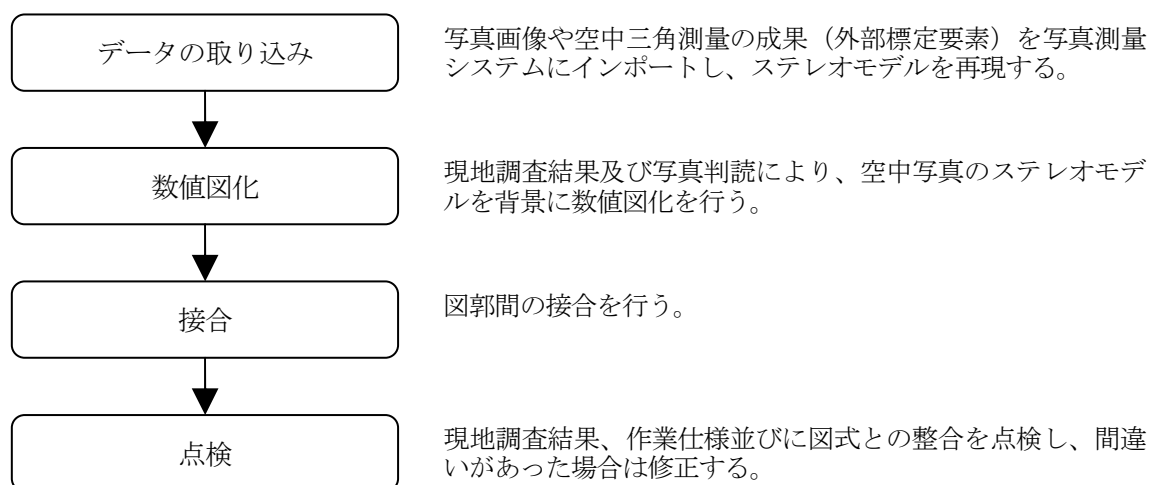 データの取り込み
写真画像や空中三角測量の成果（外部標定要素）を写真測量
システムにインポートし、ステレオモデルを再現する。
数値図化
現地調査結果及び写真判読により、空中写真のステレオモデ
ルを背景に数値図化を行う。
接合
図郭間の接合を行う。
点検
現地調査結果、作業仕様並びに図式との整合を点検し、間違
いがあった場合は修正する。